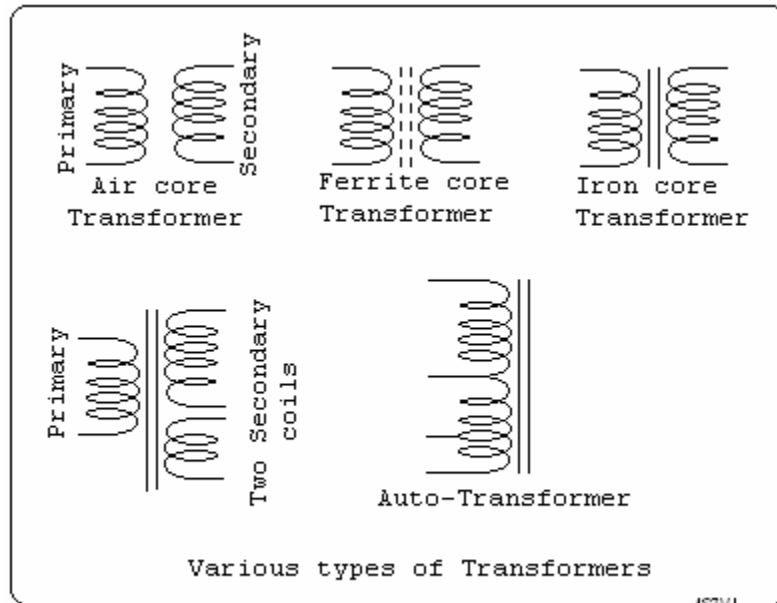 Primary
Secondary
Air core
Transformer
Ferrite core
Transformer
Iron core
Transformer
Primary
Two Secondary
coils
Auto-Transformer
Various types of Transformers